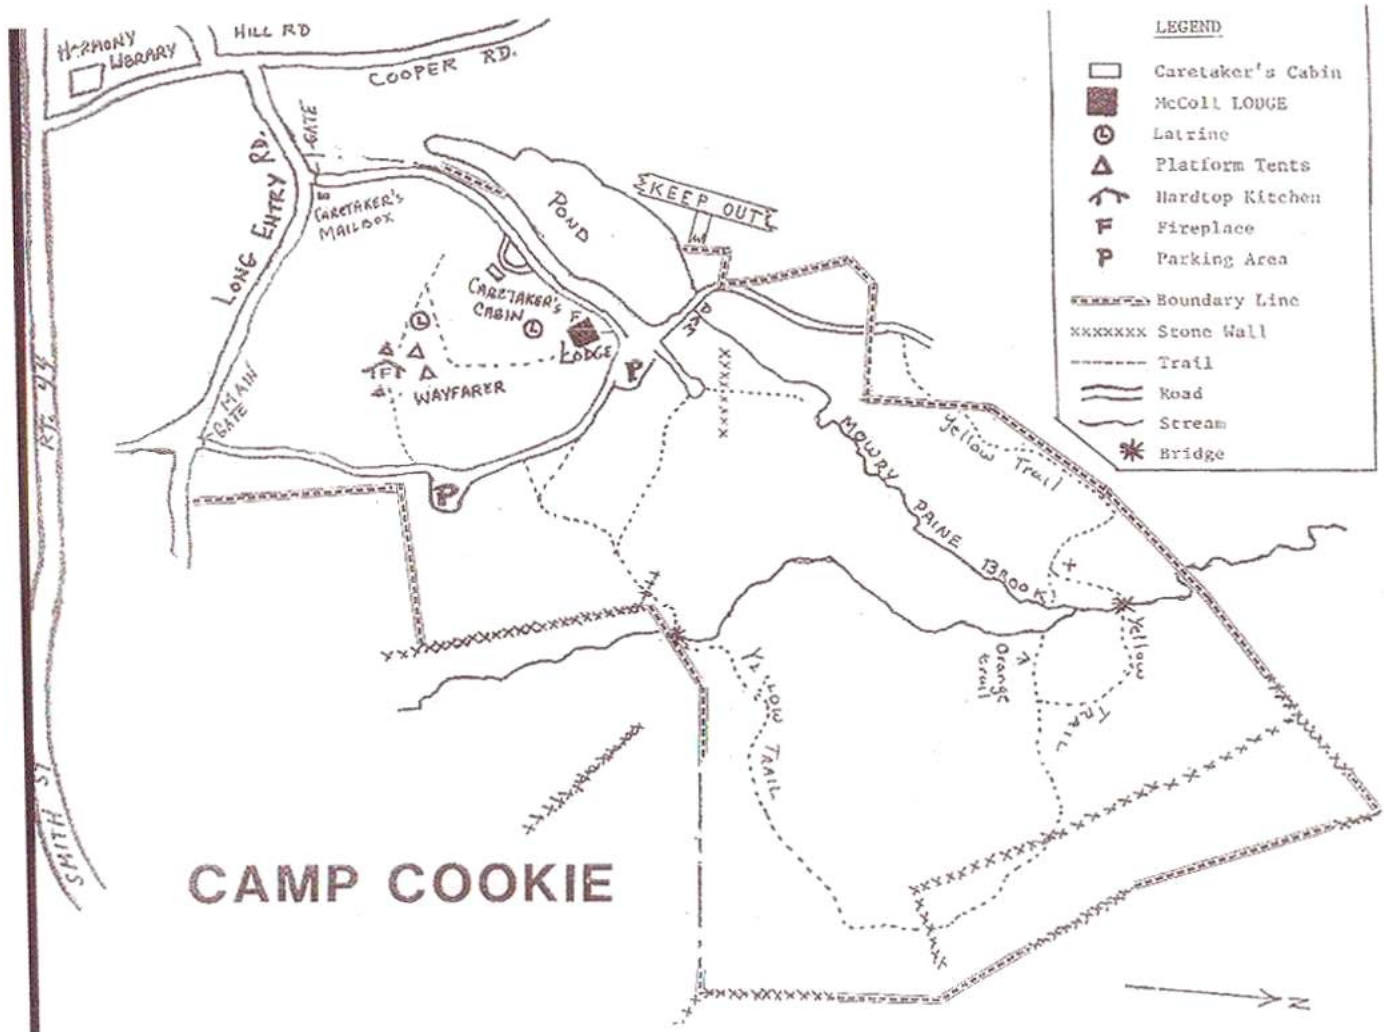 HARMONY
LIBRARY
HILL RD
COOPER RD.
GATE
LONG ENTRY RD.
CARETAKER'S
MAILBOX
POND
KEEP OUT
CARETAKER'S
CABIN
L
L
F
LODGE
F
WAYFARER
P
DAM
MAIN
GATE
RT. 44
P
MOWRY PAINE BROOK
Yellow Trail
Orange
trail
Yellow
TRAIL
YELLOW TRAIL
SMITH ST
CAMP COOKIE
N
LEGEND
Caretaker's Cabin
McColl LODGE
L Latrine
Platform Tents
Hardtop Kitchen
F Fireplace
P Parking Area
Boundary Line
xxxxxxx Stone Wall
Trail
Road
Stream
Bridge